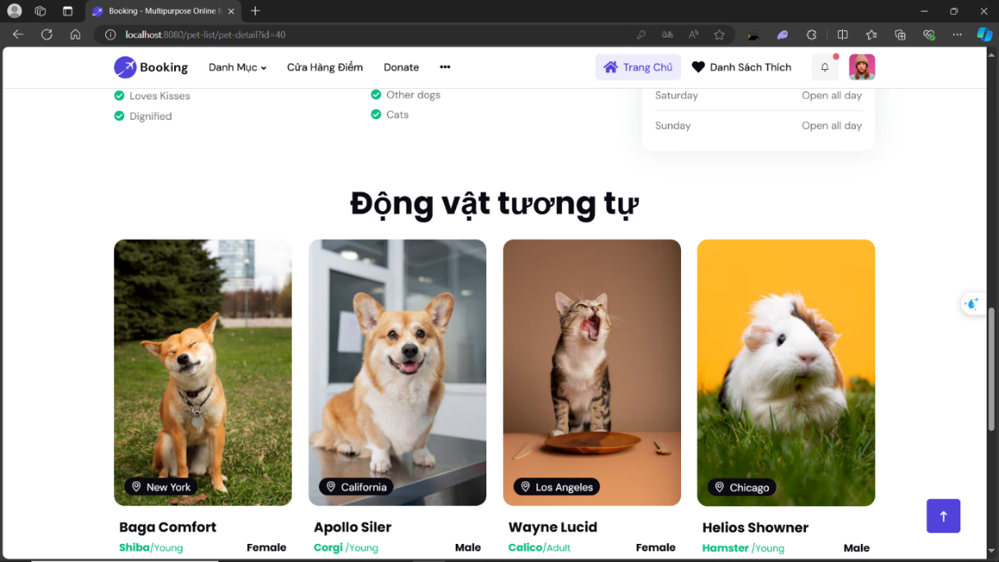 Booking - Multipurpose Online B
localhost:8080/pet-list/pet-detail?id=40
Booking Danh Mục Cửa Hàng Điểm Donate ••• Trang Chủ Danh Sách Thích
Loves Kisses Other dogs Saturday Open all day
Dignified Cats
Sunday Open all day
Động vật tương tự
New York California Los Angeles Chicago
Baga Comfort Apollo Siler Wayne Lucid Helios Showner
Shiba/Young Female Corgi /Young Male Calico/Adult Female Hamster /Young Male